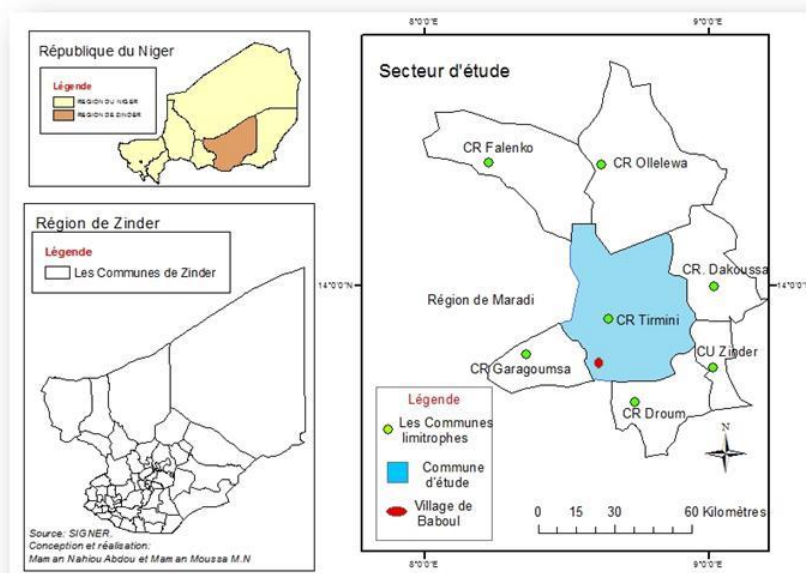 République du Niger
Légende
REGION DU NIGER
REGION DE ZINDER
Région de Zinder
Légende
Les Communes de Zinder
Source: SIGNER.
Conception et réalisation:
Mam an Nahiou Abdou et Mam an Moussa M.N
8°0'0"E
9°0'0"E
Secteur d'étude
CR Falenko
CR Ollelewa
CR. Dakoussa
14°0'0"N
14°0'0"N
Région de Maradi
CR Tirmini
CR Garagoumsa
CU Zinder
CR Droum
Légende
Les Communes
limitrophes
Commune
d'étude
Village de
Baboul
N
0 15 30 60 Kilomètres
8°0'0"E
9°0'0"E